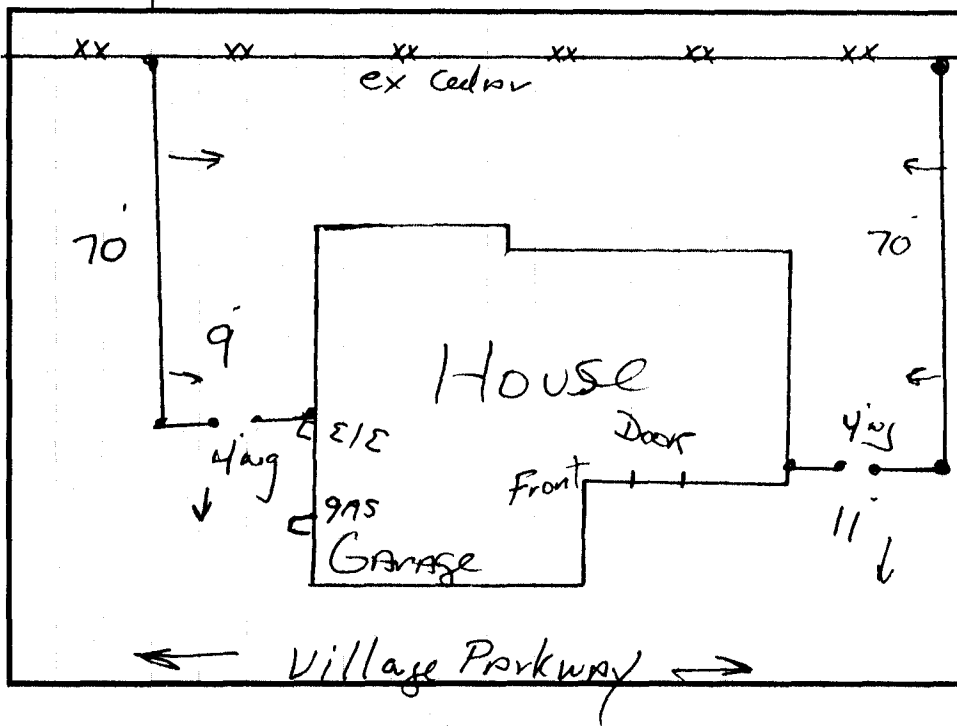 xx xx xx xx xx xx
ex Cedar
70'
70'
9'
House
E/E
Door
4'wg
4'wg
Front
gas
11'
Garage
Village Parkway